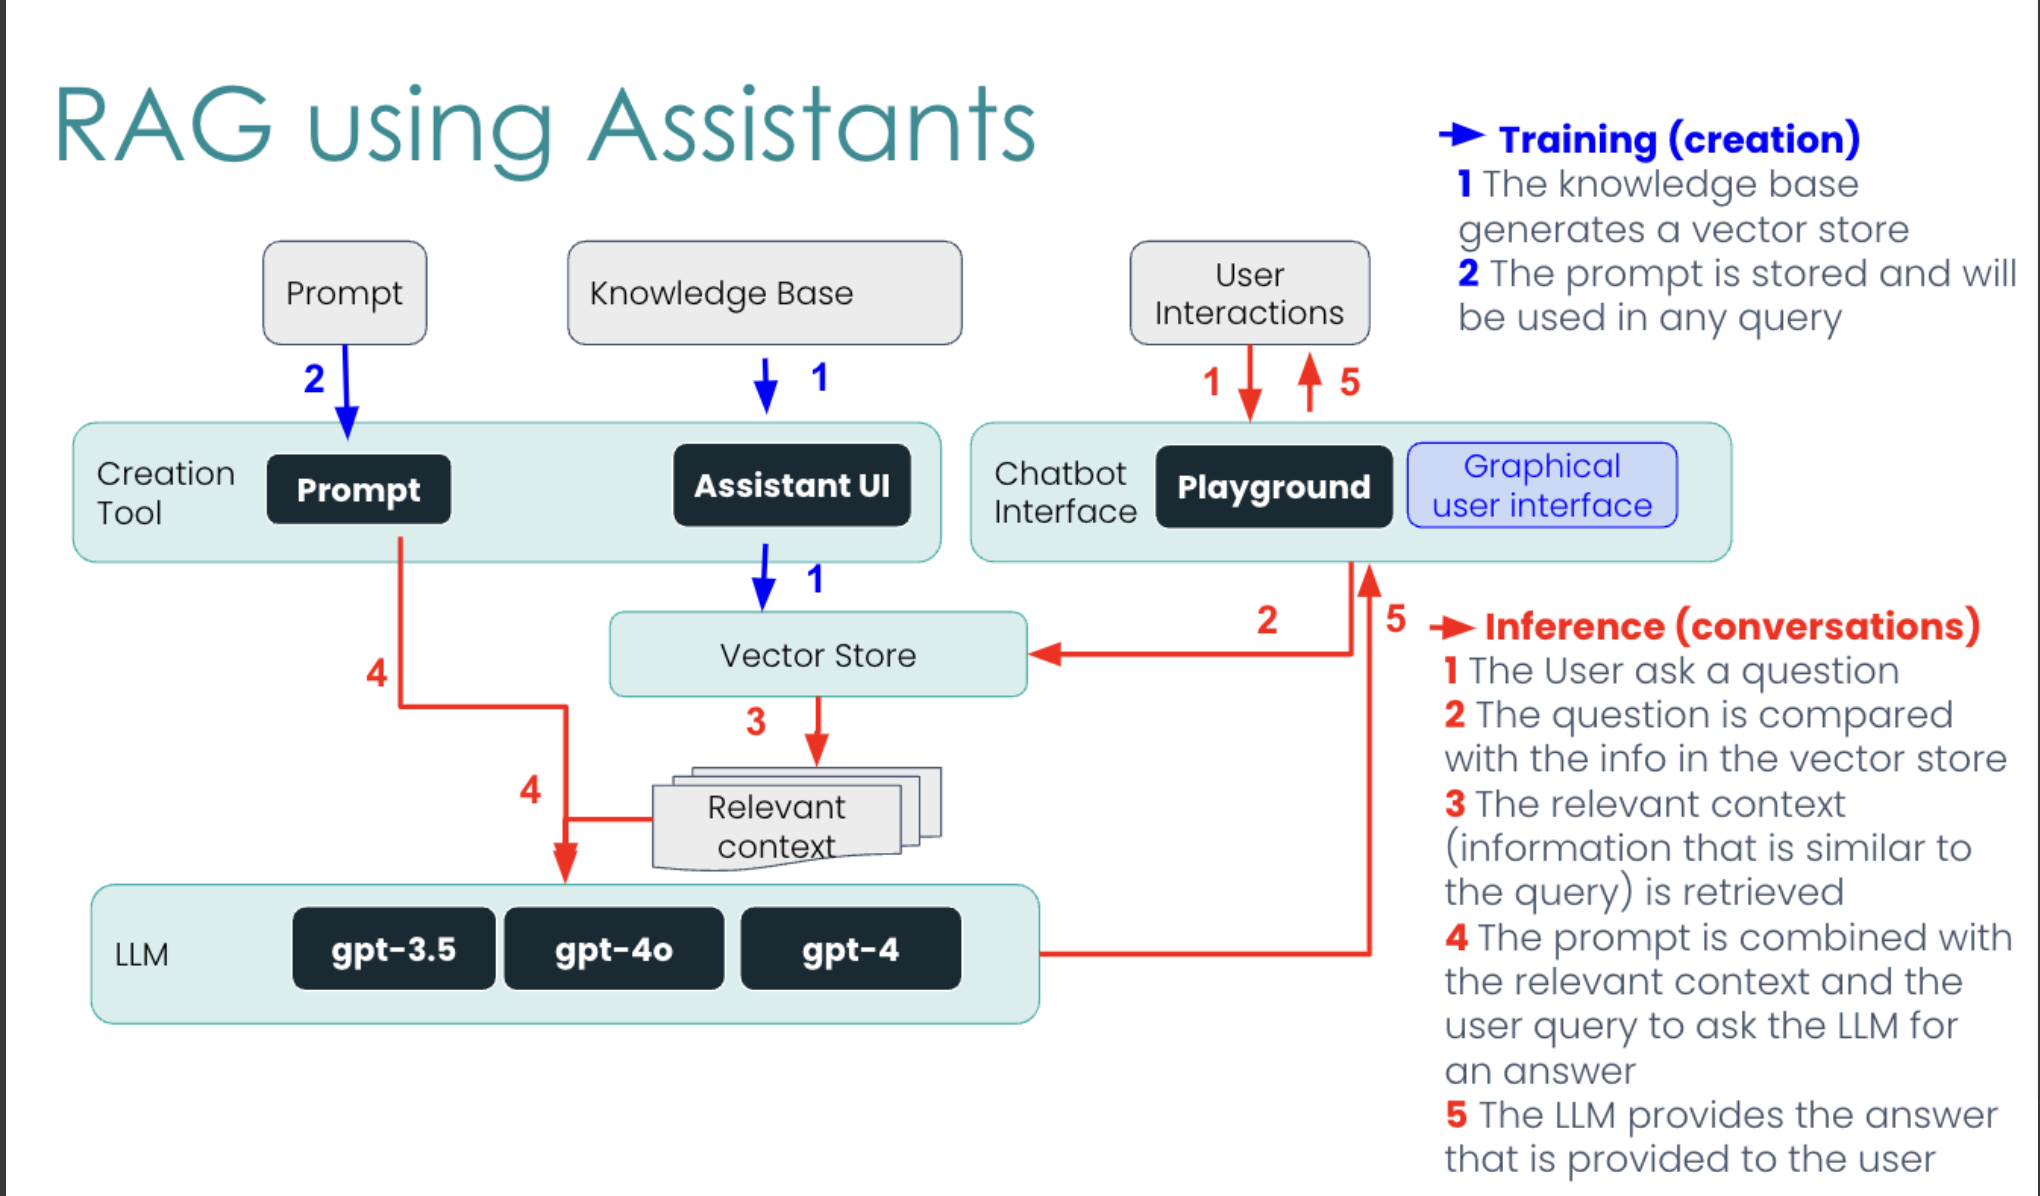 RAG using Assistants
Training (creation)
1 The knowledge base
generates a vector store
2 The prompt is stored and will
be used in any query
Prompt
Knowledge Base
User
Interactions
2
1
1
5
Creation
Tool
Prompt
Assistant UI
Chatbot
Interface
Playground
Graphical
user interface
1
2
5
Vector Store
4
3
4
Relevant
context
LLM
gpt-3.5
gpt-4o
gpt-4
Inference (conversations)
1 The User ask a question
2 The question is compared
with the info in the vector store
3 The relevant context
(information that is similar to
the query) is retrieved
4 The prompt is combined with
the relevant context and the
user query to ask the LLM for
an answer
5 The LLM provides the answer
that is provided to the user